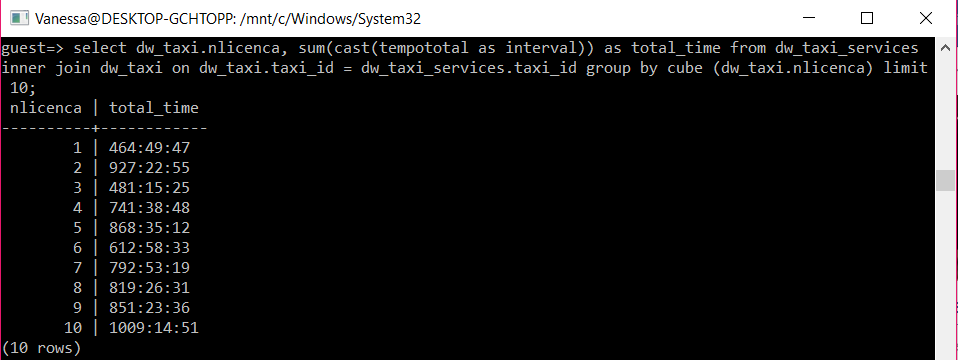 Vanessa@DESKTOP-GCHTOPP: /mnt/c/Windows/System32
guest=> select dw_taxi.nlicenca, sum(cast(tempototal as interval)) as total_time from dw_taxi_services
inner join dw_taxi on dw_taxi.taxi_id = dw_taxi_services.taxi_id group by cube (dw_taxi.nlicenca) limit
 10;
 nlicenca | total_time
----------+------------
        1 | 464:49:47
        2 | 927:22:55
        3 | 481:15:25
        4 | 741:38:48
        5 | 868:35:12
        6 | 612:58:33
        7 | 792:53:19
        8 | 819:26:31
        9 | 851:23:36
       10 | 1009:14:51
(10 rows)